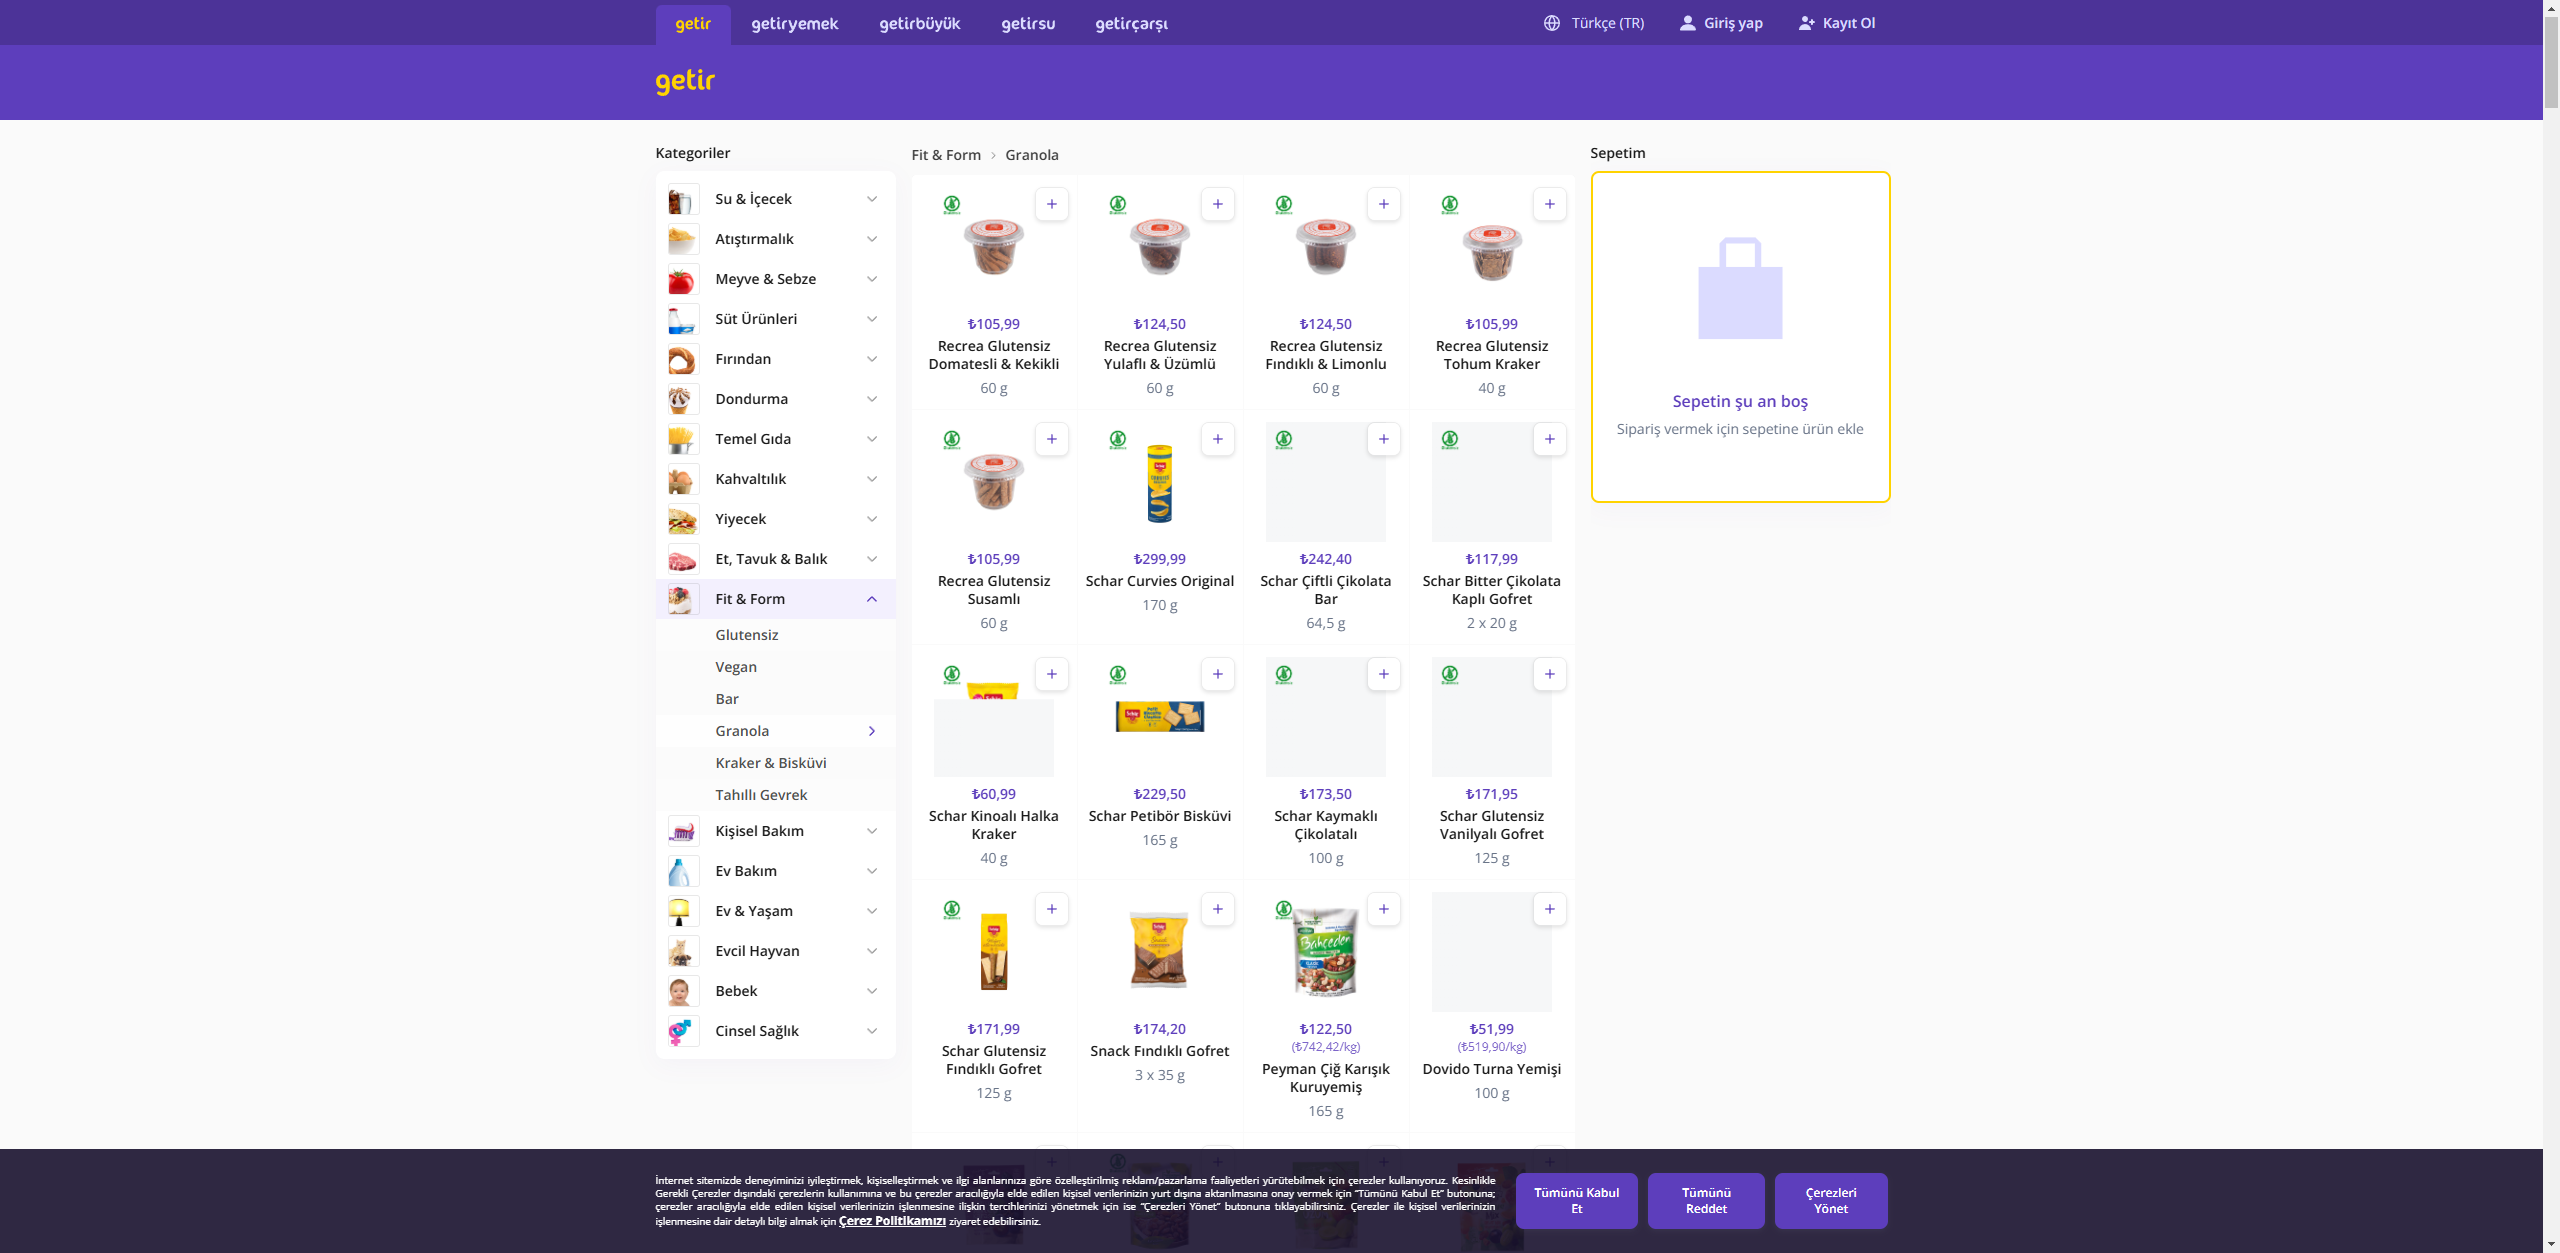 getir
getiryemek
getirbüyük
getirsu
getirçarşı
Türkçe (TR)
Giriş yap
Kayıt Ol
getir
Kategoriler
Su & İçecek
Atıştırmalık
Meyve & Sebze
Süt Ürünleri
Fırından
Dondurma
Temel Gıda
Kahvaltılık
Yiyecek
Et, Tavuk & Balık
Fit & Form
Glutensiz
Vegan
Bar
Granola
Kraker & Bisküvi
Tahıllı Gevrek
Kişisel Bakım
Ev Bakım
Ev & Yaşam
Evcil Hayvan
Bebek
Cinsel Sağlık
Fit & Form > Granola
₺105,99
Recrea Glutensiz
Domatesli & Kekikli
60 g
₺124,50
Recrea Glutensiz
Yulaflı & Üzümlü
60 g
₺124,50
Recrea Glutensiz
Fındıklı & Limonlu
60 g
₺105,99
Recrea Glutensiz
Tohum Kraker
40 g
₺105,99
Recrea Glutensiz
Susamlı
60 g
₺299,99
Schar Curvies Original
170 g
₺242,40
Schar Çiftli Çikolata
Bar
64,5 g
₺117,99
Schar Bitter Çikolata
Kaplı Gofret
2 x 20 g
₺60,99
Schar Kinoalı Halka
Kraker
40 g
₺229,50
Schar Petibör Bisküvi
165 g
₺173,50
Schar Kaymaklı
Çikolatalı
100 g
₺171,95
Schar Glutensiz
Vanilyalı Gofret
125 g
₺171,99
Schar Glutensiz
Fındıklı Gofret
125 g
₺174,20
Snack Fındıklı Gofret
3 x 35 g
Bahçeden
₺122,50
(₺742,42/kg)
Peyman Çiğ Karışık
Kuruyemiş
165 g
₺51,99
(₺519,90/kg)
Dovido Turna Yemişi
100 g
Sepetim
Sepetin şu an boş
Sipariş vermek için sepetine ürün ekle
İnternet sitemizde deneyiminizi iyileştirmek, kişiselleştirmek ve ilgi alanlarınıza göre özelleştirilmiş reklam/pazarlama faaliyetleri yürütebilmek için çerezler kullanıyoruz. Kesinlikle
Gerekli Çerezler dışındaki çerezlerin kullanımına ve bu çerezler aracılığıyla elde edilen kişisel verilerinizin yurt dışına aktarılmasına onay vermek için “Tümünü Kabul Et” butonuna;
çerezler aracılığıyla elde edilen kişisel verilerinizin işlenmesine ilişkin tercihlerinizi yönetmek için ise “Çerezleri Yönet” butonuna tıklayabilirsiniz. Çerezler ile kişisel verilerinizin
işlenmesine dair detaylı bilgi almak için Çerez Politikamızı ziyaret edebilirsiniz.
Tümünü Kabul
Et
Tümünü
Reddet
Çerezleri
Yönet